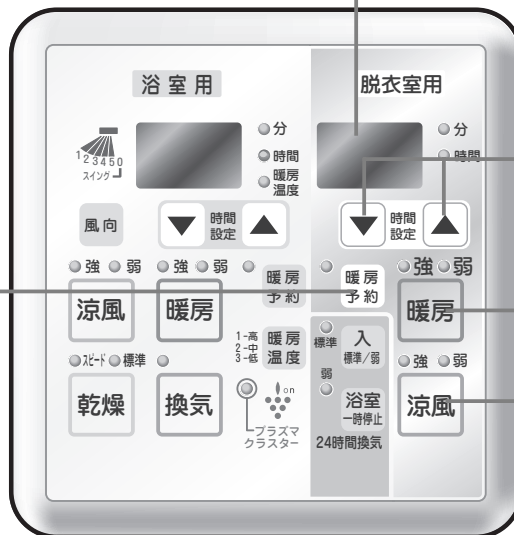 浴室用
脱衣室用
分
時間
暖房
温度
1 2 3 4 5 0
スイング
分
時間
風向
▼ 時間
設定 ▲
▼ 時間
設定 ▲
強 弱
強 弱
暖房
予約
暖房
予約
強 弱
涼風
暖房
暖房
1-高
2-中
3-低
暖房
温度
標準
入
標準/弱
スピード 標準
弱
強 弱
乾燥
換気
on
プラズマ
クラスター
浴室
一時停止
24時間換気
涼風